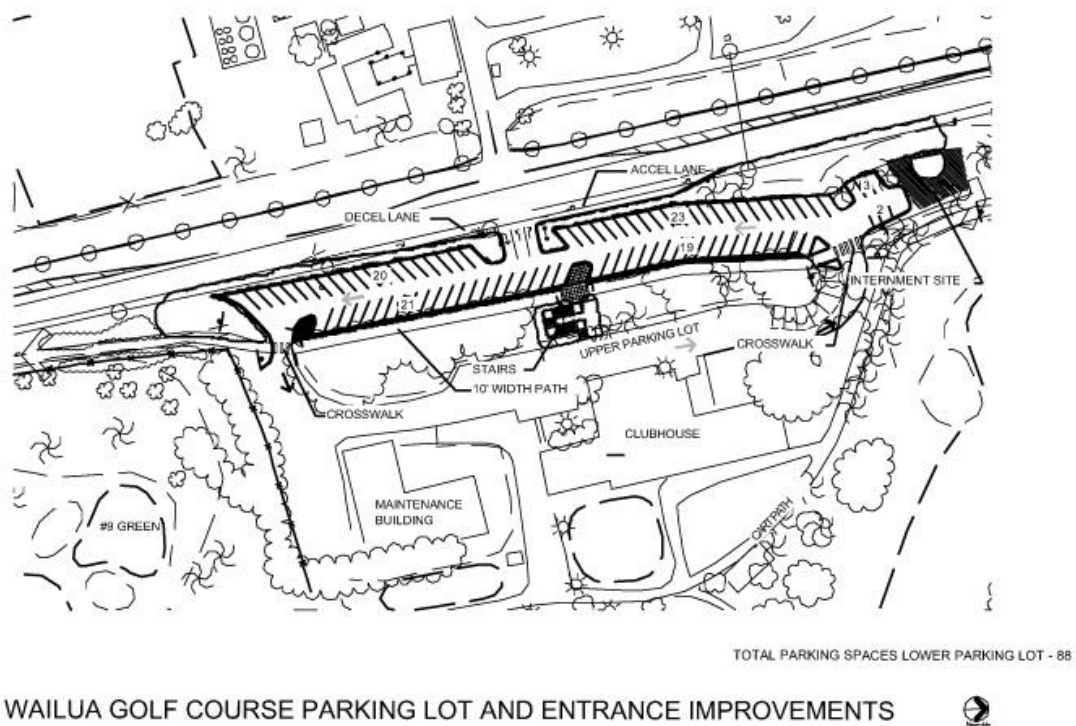 ACCEL LANE
DECEL LANE
23
3
2
19
20
21
INTERNMENT SITE
UPPER PARKING LOT
CROSSWALK
STAIRS
10' WIDTH PATH
CROSSWALK
CLUBHOUSE
MAINTENANCE
BUILDING
#9 GREEN
CART PATH
TOTAL PARKING SPACES LOWER PARKING LOT - 88
WAILUA GOLF COURSE PARKING LOT AND ENTRANCE IMPROVEMENTS